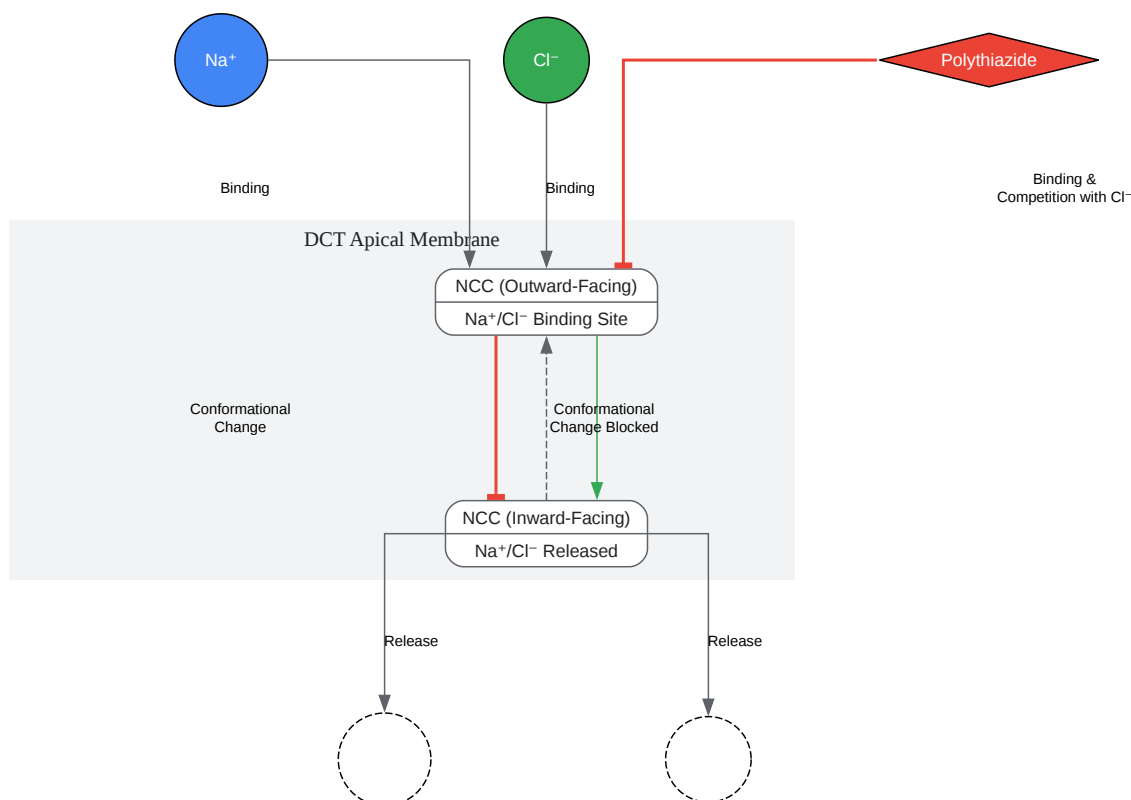 Na⁺
Cl⁻
Polythiazide
Binding
Binding
Binding &
Competition with Cl⁻
DCT Apical Membrane
NCC (Outward-Facing)
Na⁺/Cl⁻ Binding Site
Conformational
Change
Conformational
Change Blocked
NCC (Inward-Facing)
Na⁺/Cl⁻ Released
Release
Release